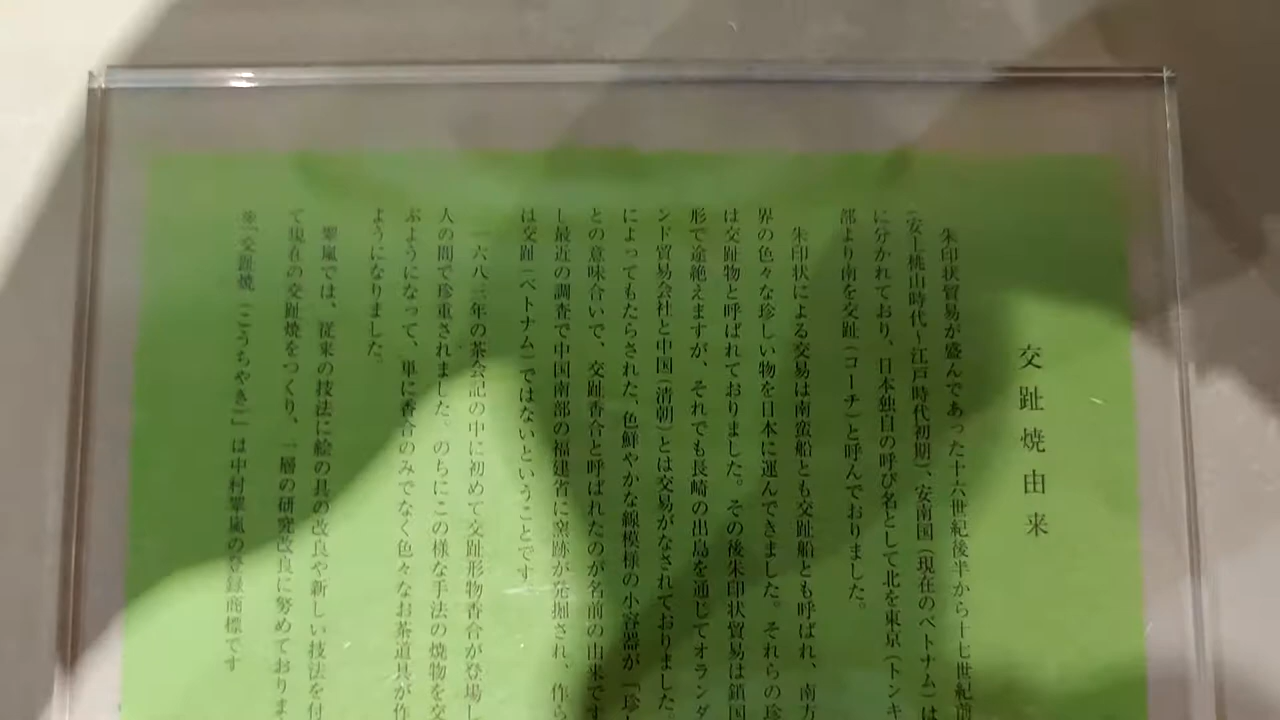 交趾焼由来
朱印状貿易が盛んであった十六世紀後半から十七世紀前
(安土桃山時代～江戸時代初期)、安南国(現在のベトナム)は
に分かれており、日本独自の呼び名として北を東京(トンキ
部より南を交趾(コーチ)と呼んでおりました。
朱印状による交易は南蛮船とも交趾船とも呼ばれ、南方
界の色々な珍しい物を日本に運んできました。それらの珍
は交趾物と呼ばれておりました。その後朱印状貿易は鎖国
形で途絶えますが、それでも長崎の出島を通じてオランダ
ンド貿易会社と中国(清朝)とは交易がなされておりました。
によってもたらされた、色鮮やかな線模様の小容器が「珍し
との意味合いで、交趾香合と呼ばれたのが名前の由来です
し最近の調査で中国南部の福建省に窯跡が発掘され、作ら
は交趾(ベトナム)ではないということです。
一六八三年の茶会記の中に初めて交趾形物香合が登場し
人の間で珍重されました。のちにこの様な手法の焼物を交
ぶようになって、単に香合のみでなく色々なお茶道具が作
ようになりました。
翠嵐では、従来の技法に絵の具の改良や新しい技法を付
て現在の交趾焼をつくり、一層の研究改良に努めておりま
※「交趾焼(こうちやき)」は中村翠嵐の登録商標です